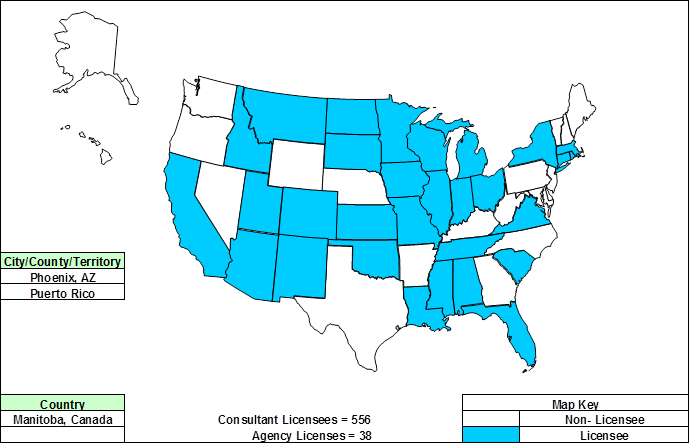 City/County/Territory
Phoenix, AZ
Puerto Rico
Country
Manitoba, Canada
Consultant Licensees = 556
Agency Licenses = 38
Map Key
Non- Licensee
Licensee